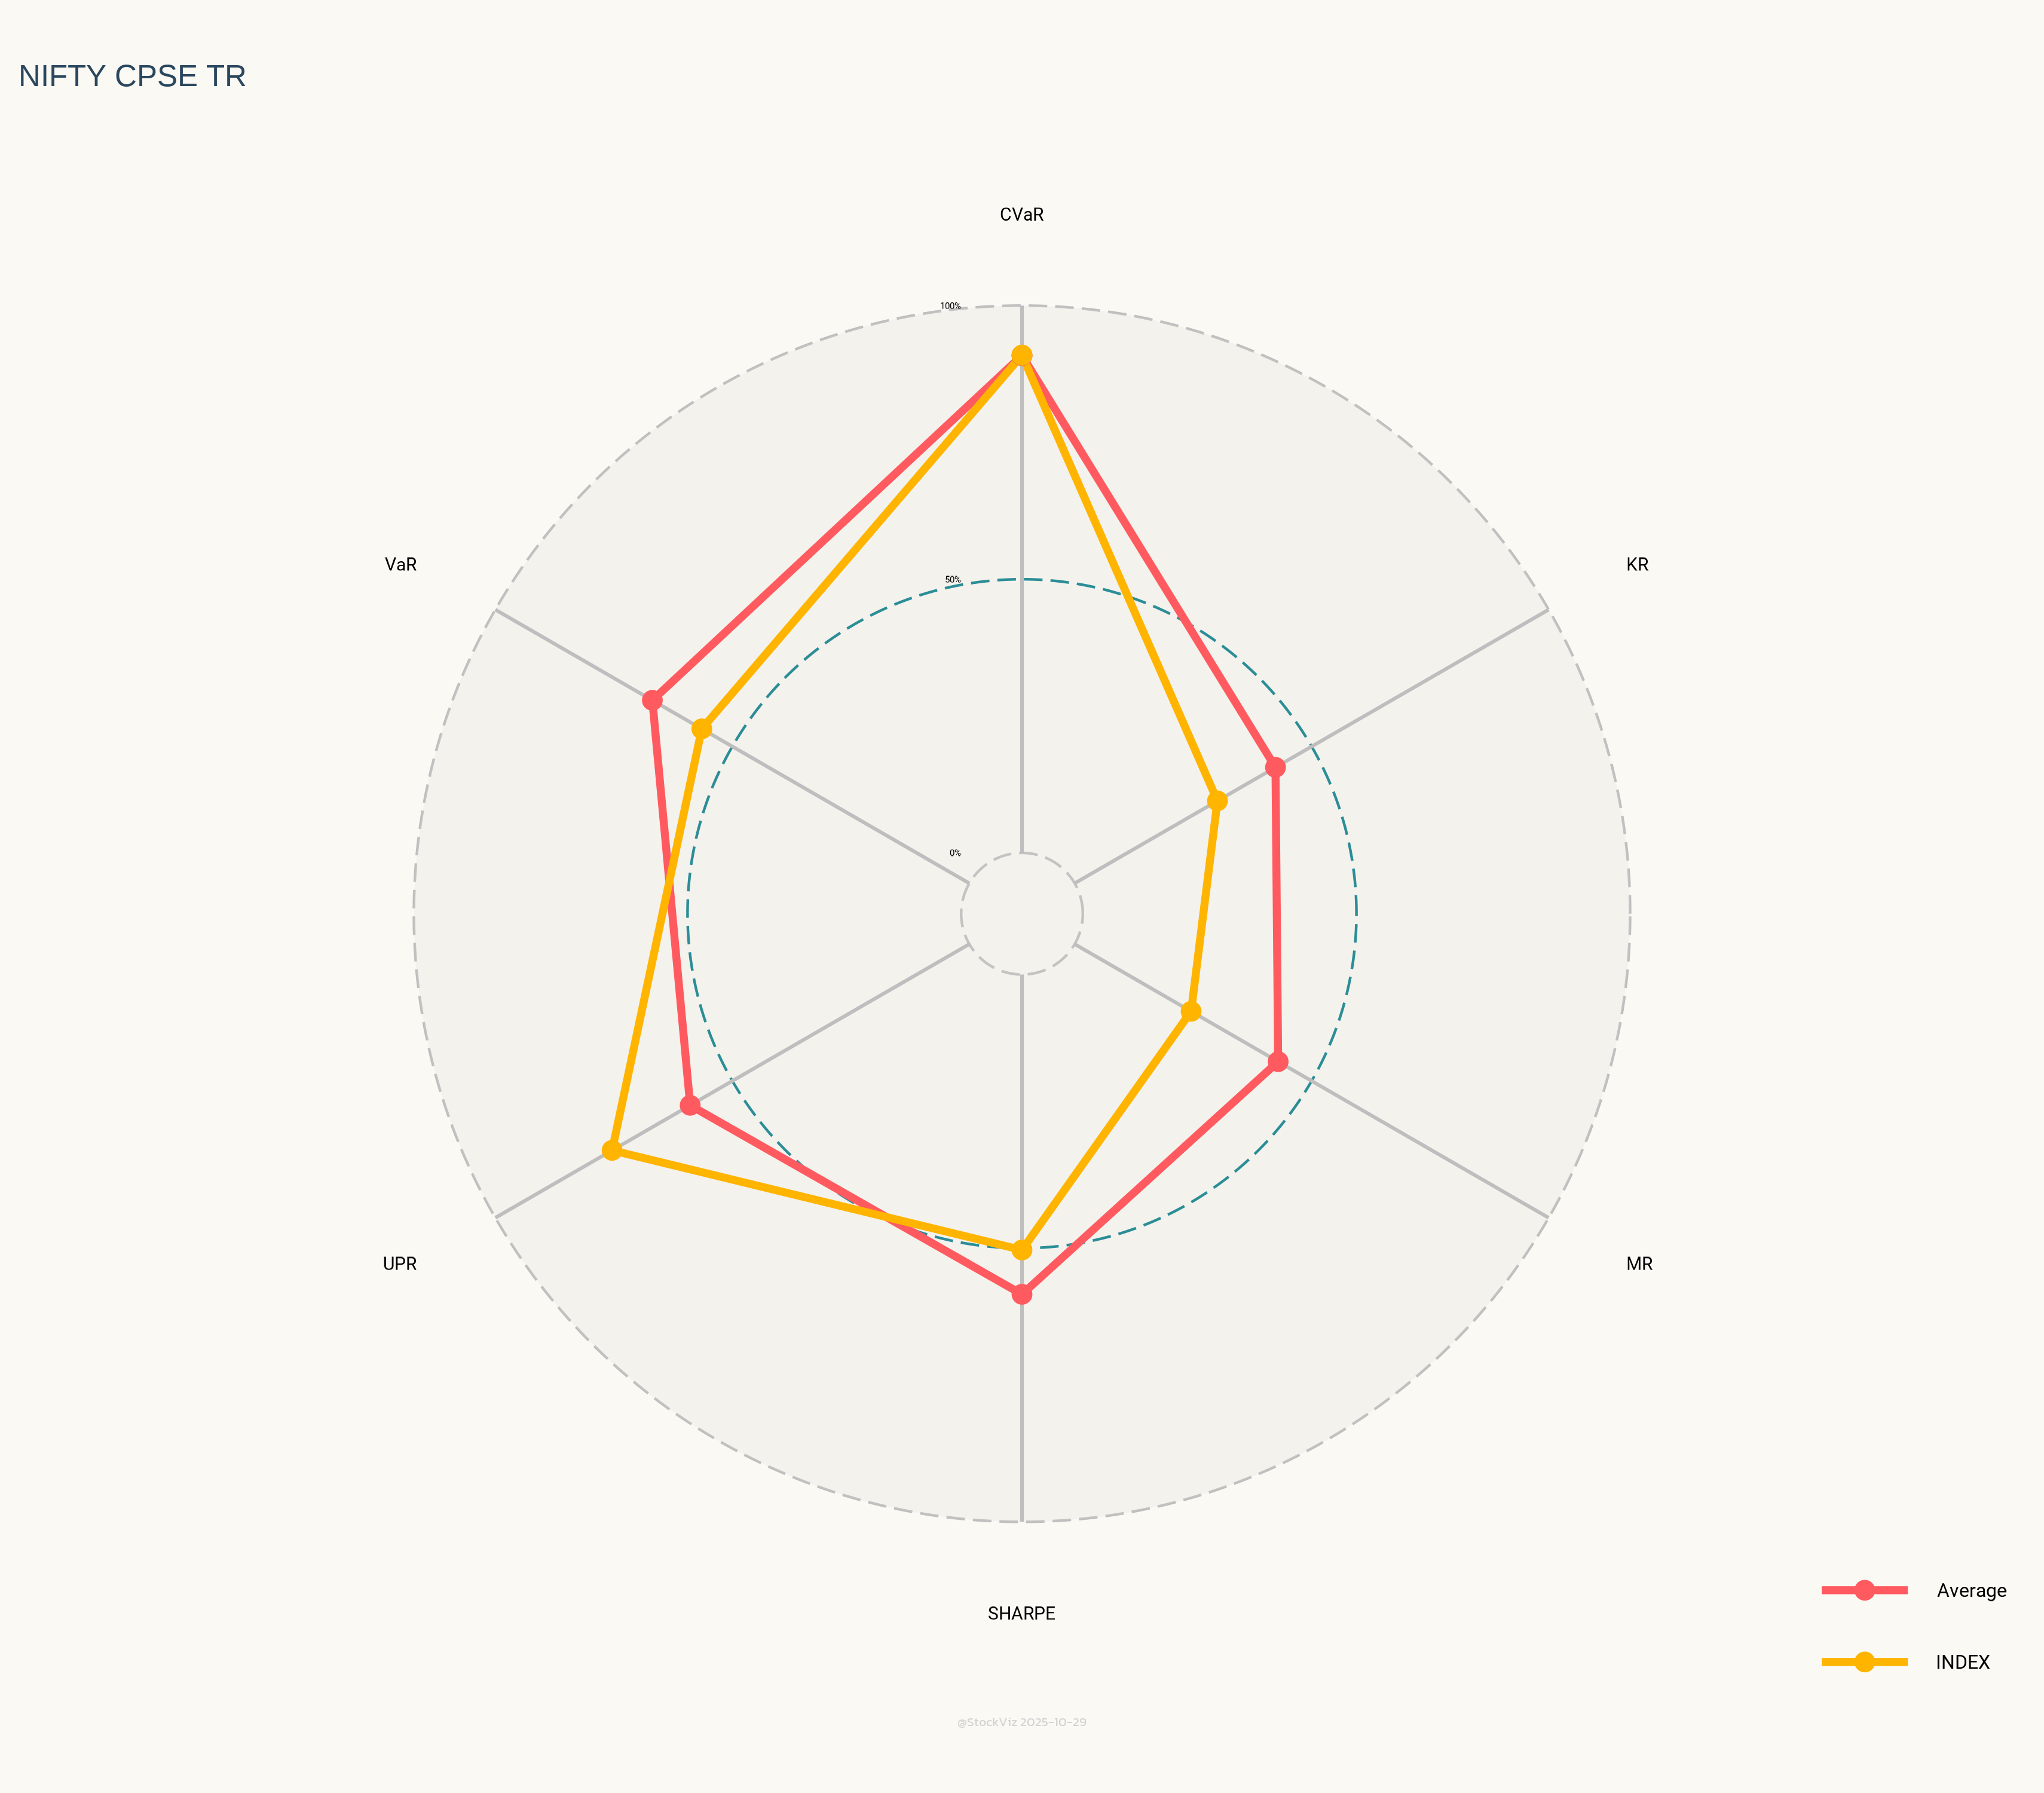 NIFTY CPSE TR
CVaR
100%
KR
VaR
50%
0%
UPR
MR
SHARPE
Average
INDEX
@StockViz 2025-10-29